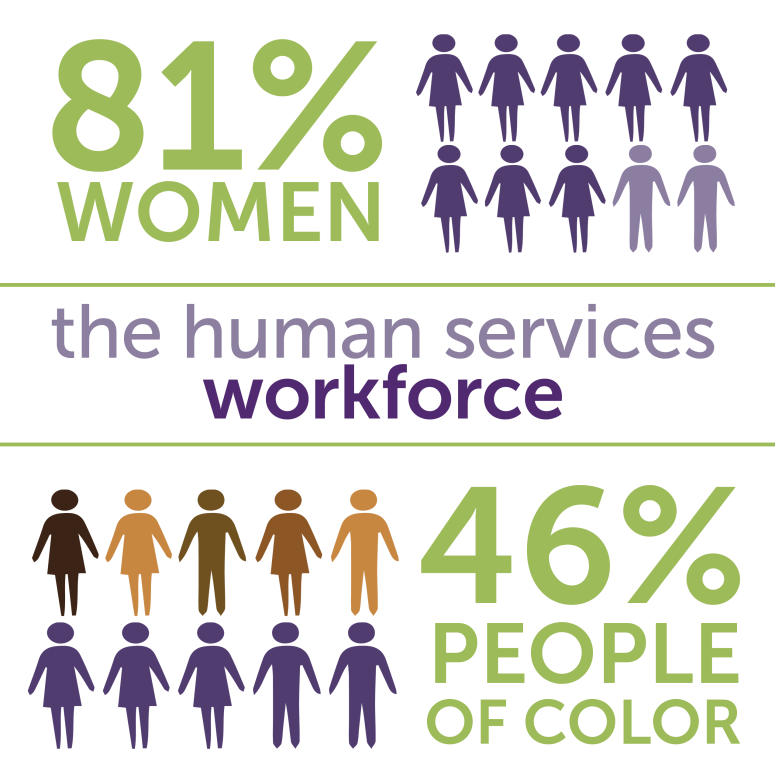 81%
WOMEN
the human services
workforce
46%
PEOPLE
OF COLOR